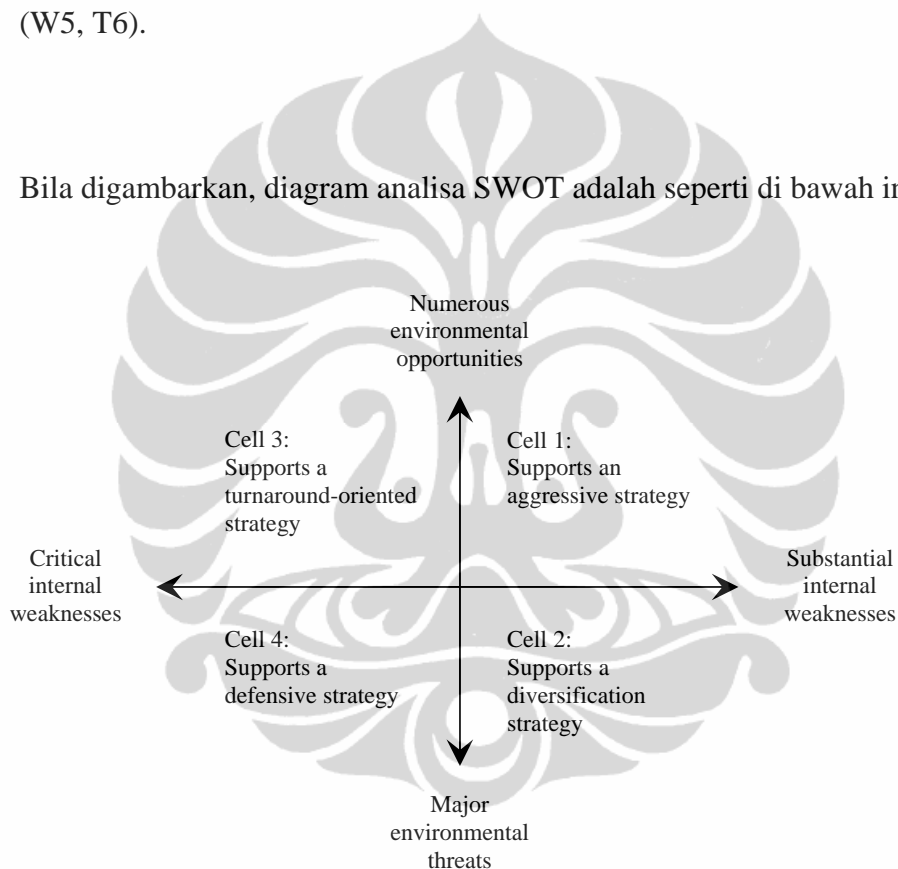 (W5, T6).
Bila digambarkan, diagram analisa SWOT adalah seperti di bawah in
Numerous
environmental
opportunities
Cell 3:
Supports a
turnaround-oriented
strategy
Cell 1:
Supports an
aggressive strategy
Critical
internal
weaknesses
Substantial
internal
weaknesses
Cell 4:
Supports a
defensive strategy
Cell 2:
Supports a
diversification
strategy
Major
environmental
threats